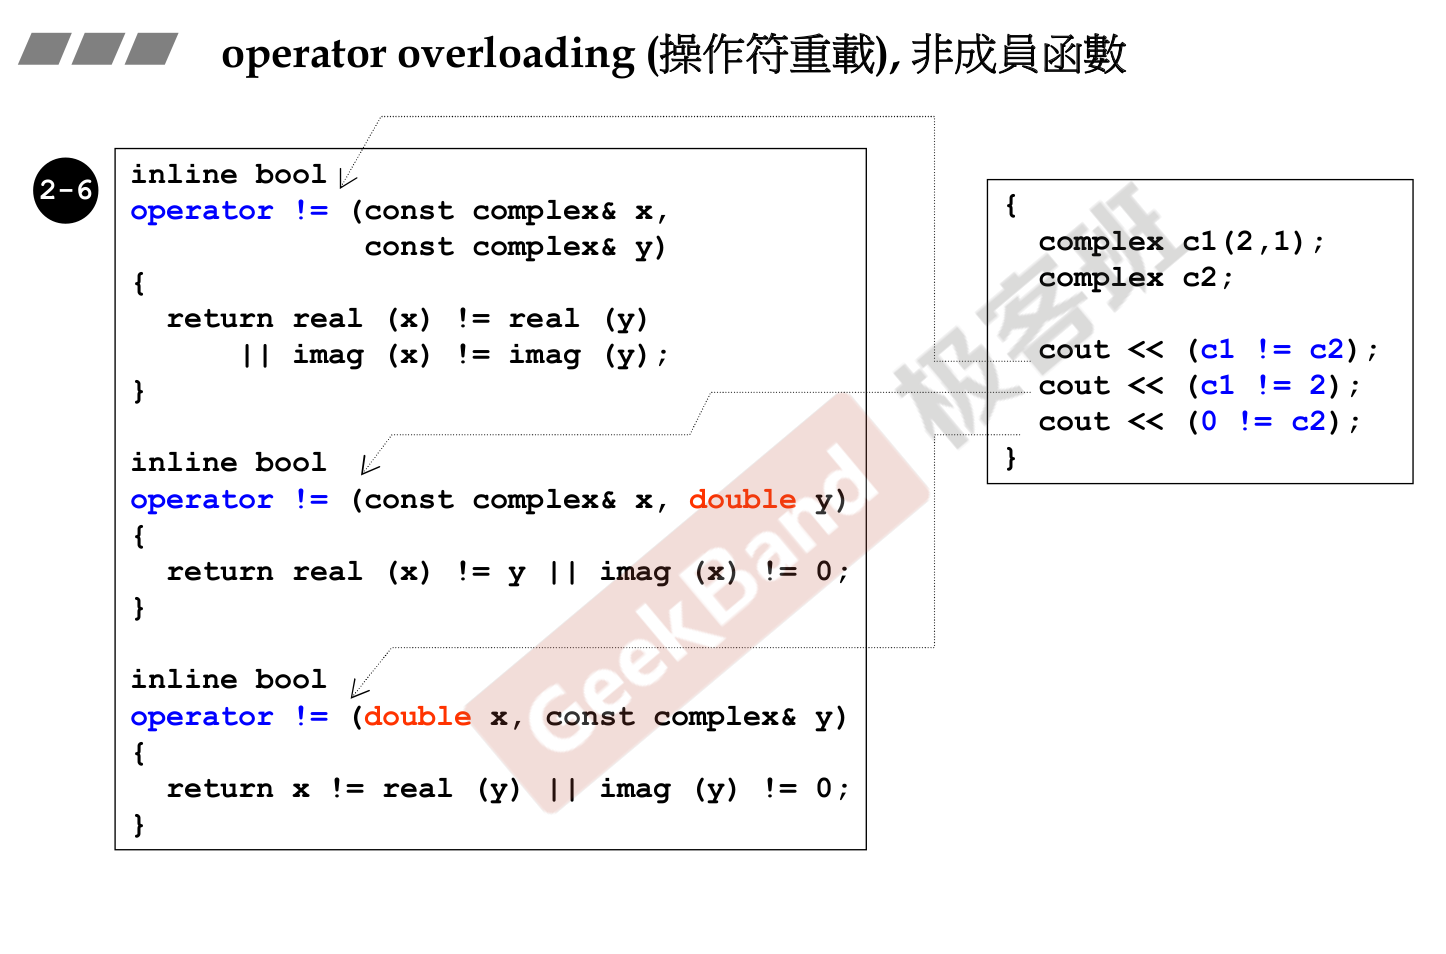 operator overloading (操作符重載), 非成員函數
2-6
inline bool
operator != (const complex& x,
             const complex& y)
{
  return real (x) != real (y)
      || imag (x) != imag (y);
}
inline bool
operator != (const complex& x, double y)
{
  return real (x) != y || imag (x) != 0;
}
inline bool
operator != (double x, const complex& y)
{
  return x != real (y) || imag (y) != 0;
}
{
  complex c1(2,1);
  complex c2;
  cout << (c1 != c2);
  cout << (c1 != 2);
  cout << (0 != c2);
}
GeekBand 极客班